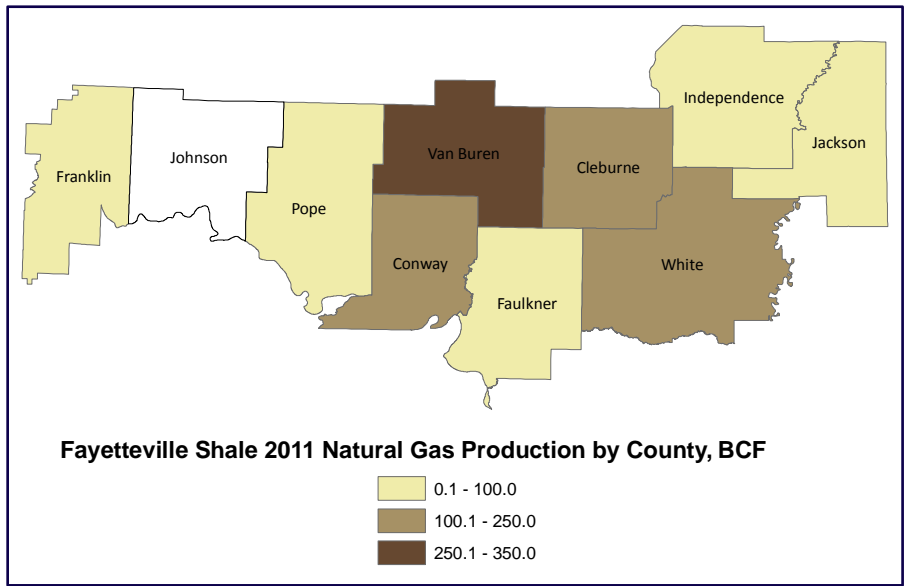 Independence
Jackson
Van Buren
Johnson
Cleburne
Franklin
Pope
Conway
White
Faulkner
Fayetteville Shale 2011 Natural Gas Production by County, BCF
0.1 - 100.0
100.1 - 250.0
250.1 - 350.0